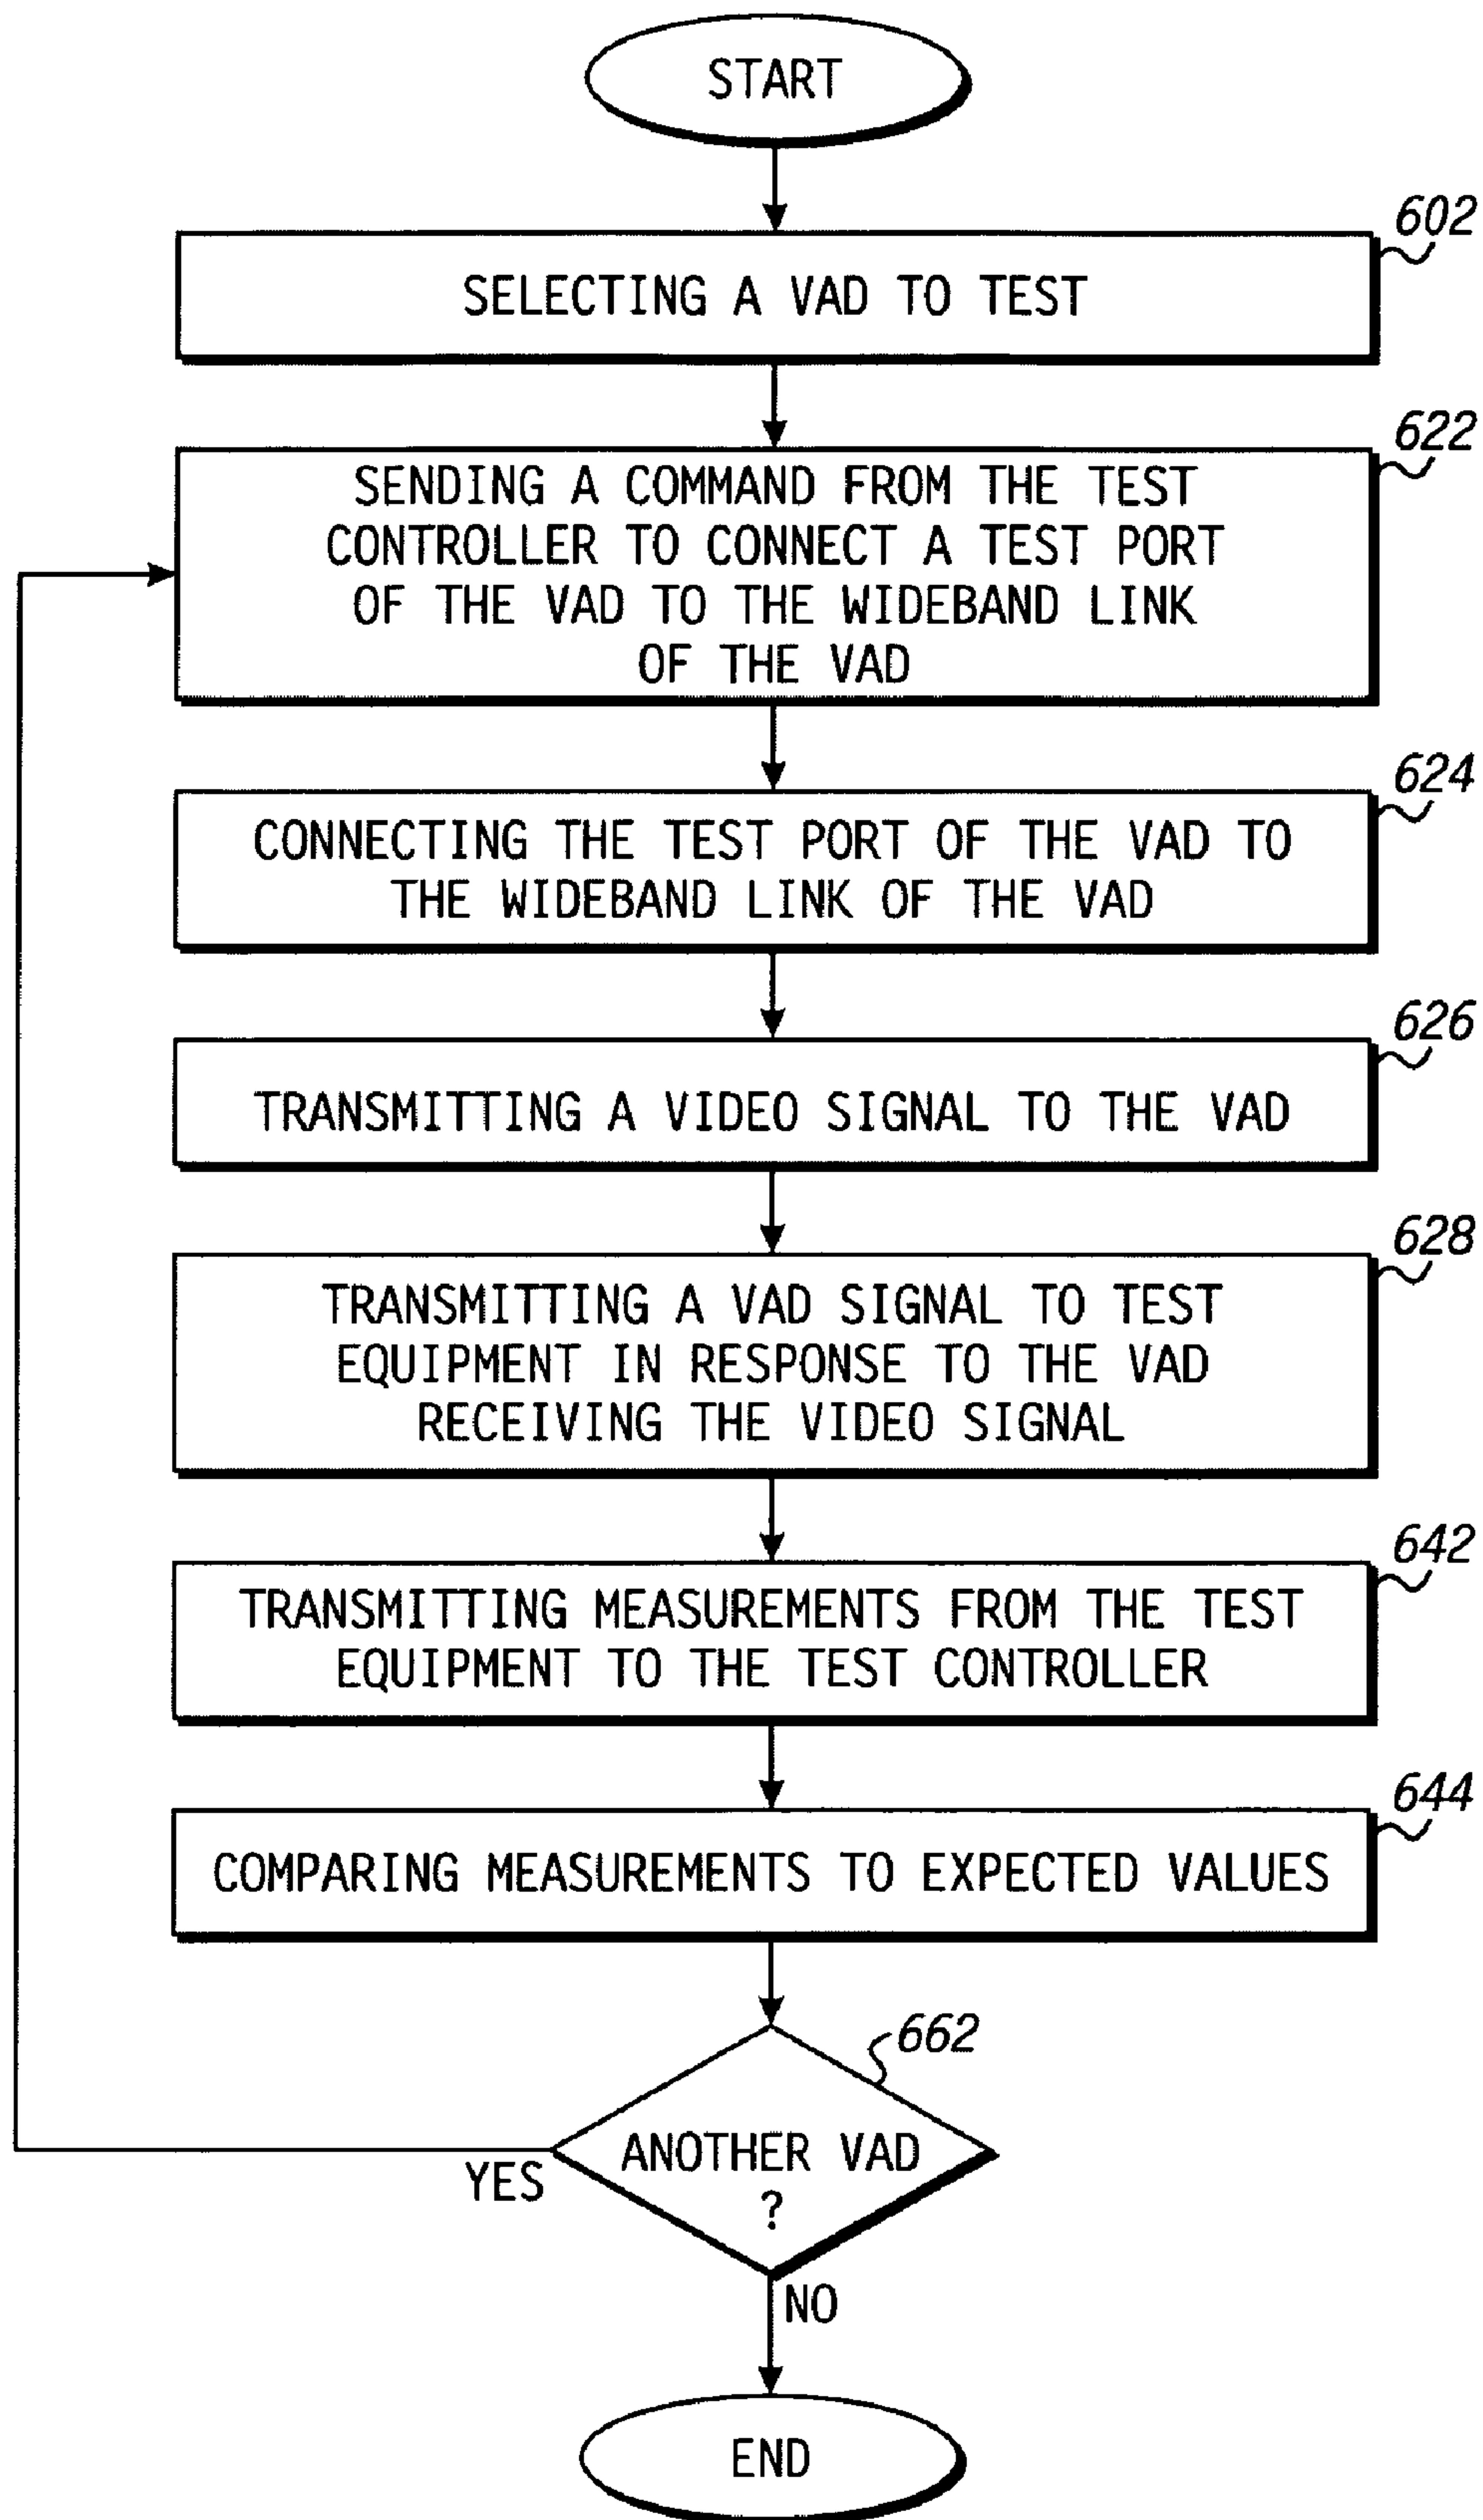 START
602
SELECTING A VAD TO TEST
622
SENDING A COMMAND FROM THE TEST
CONTROLLER TO CONNECT A TEST PORT
OF THE VAD TO THE WIDEBAND LINK
OF THE VAD
624
CONNECTING THE TEST PORT OF THE VAD TO
THE WIDEBAND LINK OF THE VAD
626
TRANSMITTING A VIDEO SIGNAL TO THE VAD
628
TRANSMITTING A VAD SIGNAL TO TEST
EQUIPMENT IN RESPONSE TO THE VAD
RECEIVING THE VIDEO SIGNAL
642
TRANSMITTING MEASUREMENTS FROM THE TEST
EQUIPMENT TO THE TEST CONTROLLER
644
COMPARING MEASUREMENTS TO EXPECTED VALUES
662
ANOTHER VAD
?
YES
NO
END